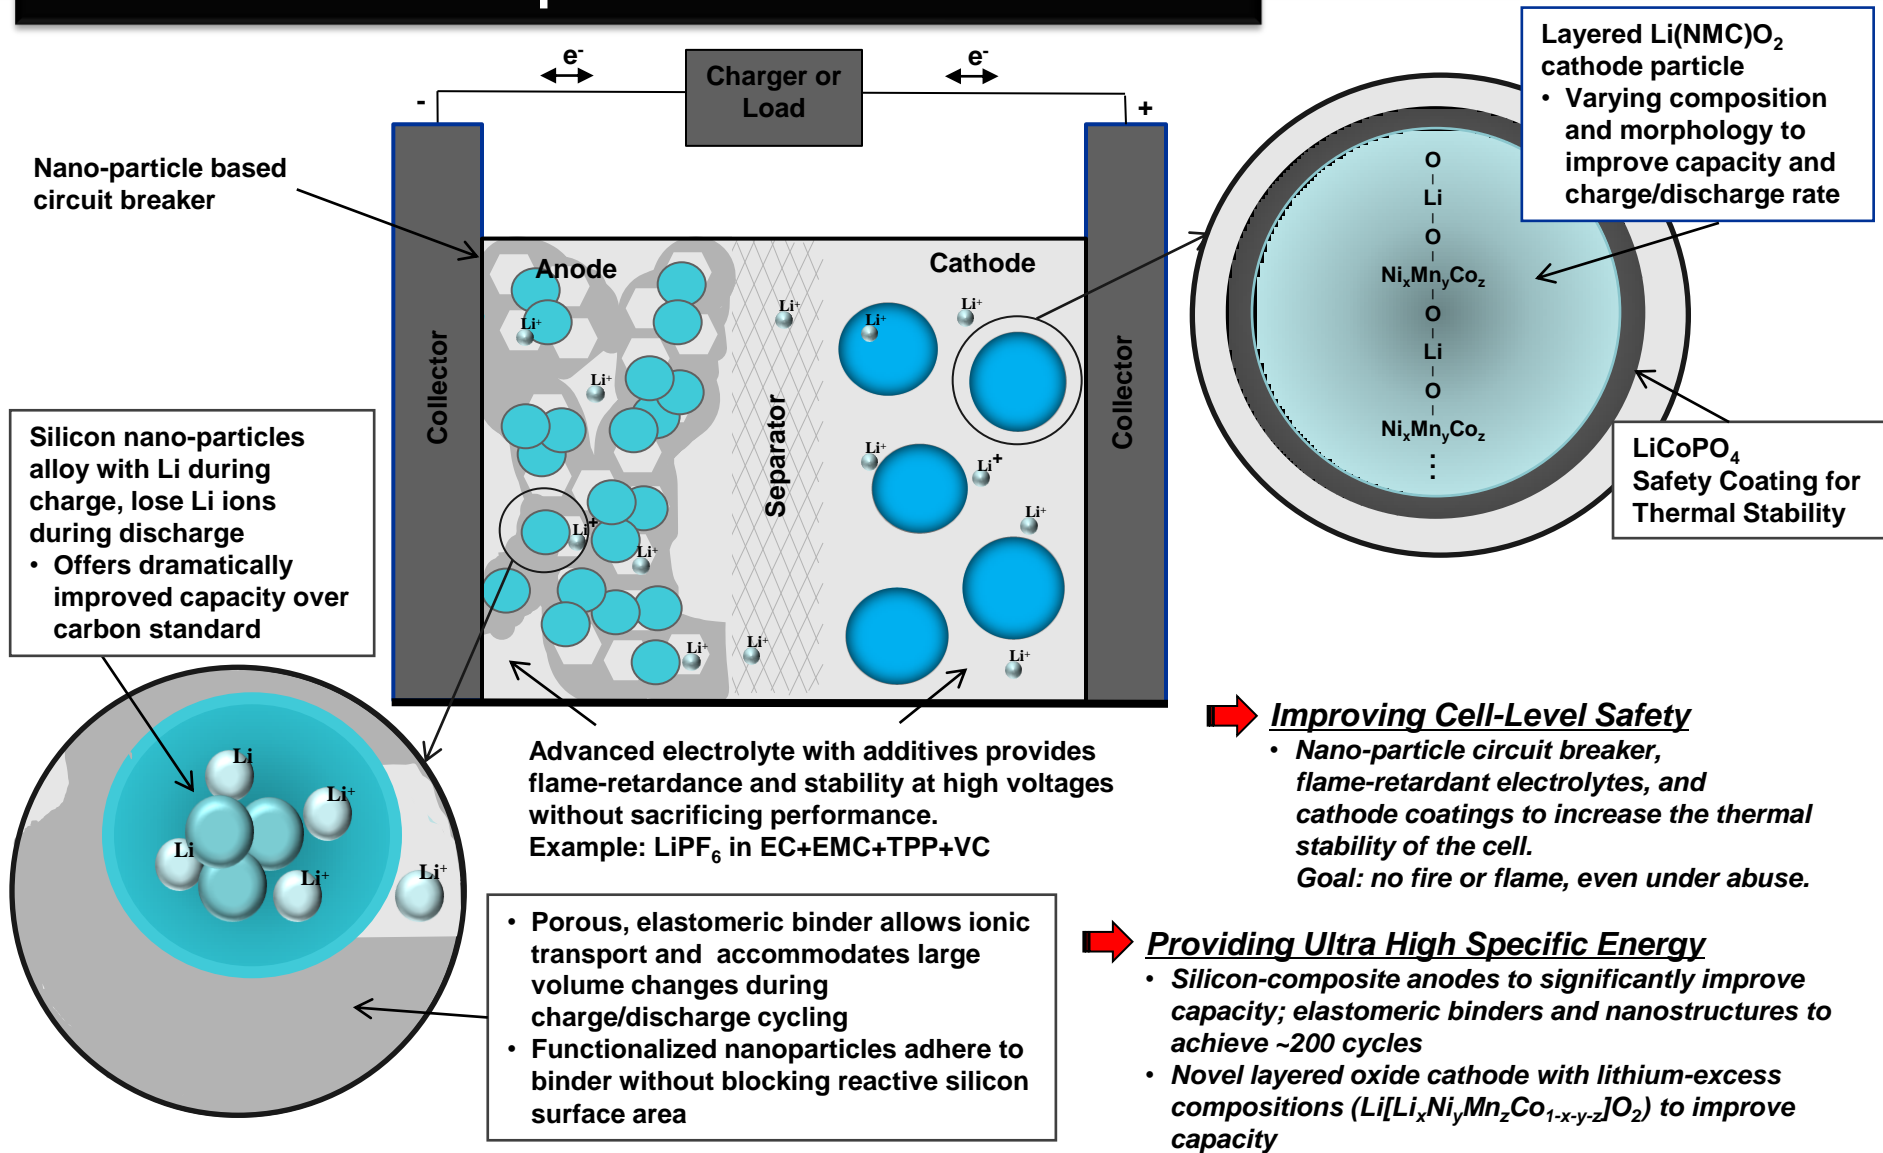 e-
e-
Charger or
Load
-
+
Layered Li(NMC)O2
cathode particle
• Varying composition
and morphology to
improve capacity and
charge/discharge rate
Nano-particle based
circuit breaker
Anode
Cathode
Collector
Separator
Collector
Li+
Li+
Li+
Li+
Li+
Li+
Li+
Li+
Li+
Li+
Li+
Li+
Li+
O
Li
O
NixMnyCoz
O
Li
O
NixMnyCoz
LiCoPO4
Safety Coating for
Thermal Stability
Silicon nano-particles
alloy with Li during
charge, lose Li ions
during discharge
• Offers dramatically
improved capacity over
carbon standard
Li
Li+
Li
Li+
Li+
Advanced electrolyte with additives provides
flame-retardance and stability at high voltages
without sacrificing performance.
Example: LiPF6 in EC+EMC+TPP+VC
• Porous, elastomeric binder allows ionic
transport and accommodates large
volume changes during
charge/discharge cycling
• Functionalized nanoparticles adhere to
binder without blocking reactive silicon
surface area
Improving Cell-Level Safety
• Nano-particle circuit breaker,
flame-retardant electrolytes, and
cathode coatings to increase the thermal
stability of the cell.
Goal: no fire or flame, even under abuse.
Providing Ultra High Specific Energy
• Silicon-composite anodes to significantly improve
capacity; elastomeric binders and nanostructures to
achieve ~200 cycles
• Novel layered oxide cathode with lithium-excess
compositions (Li[LixNiyMnzCo1-x-y-z]O2) to improve
capacity